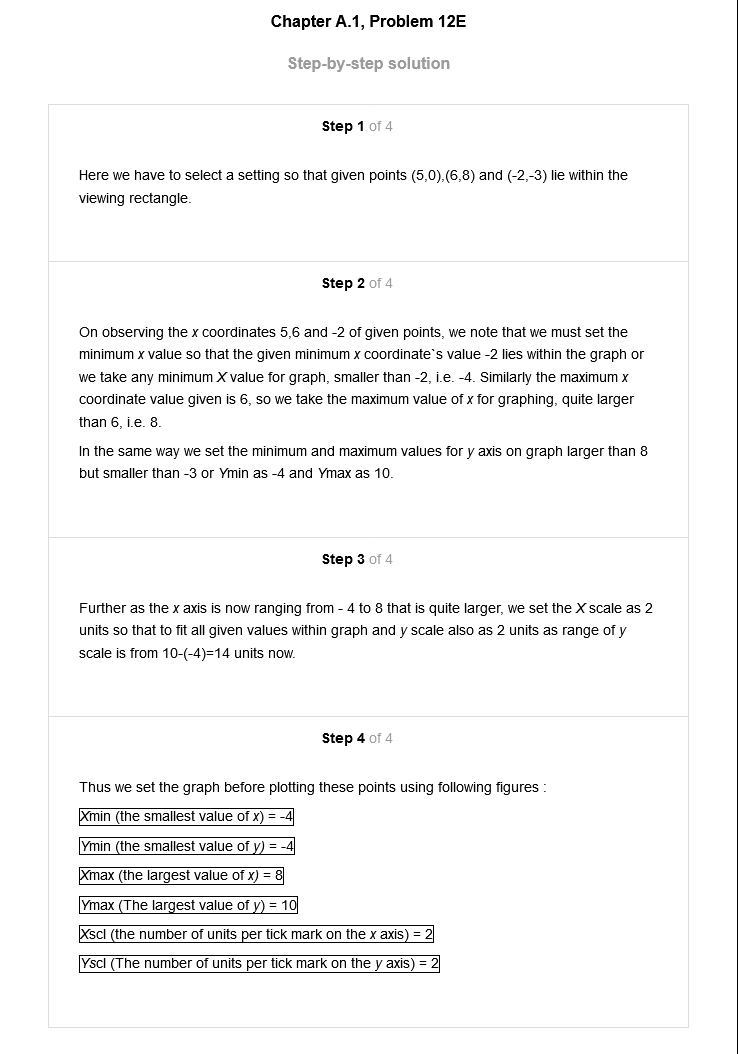 Chapter A.1, Problem 12E
Step-by-step solution
Step 1 of 4
Here we have to select a setting so that given points (5,0),(6,8) and (-2,-3) lie within the
viewing rectangle.
Step 2 of 4
On observing the x coordinates 5,6 and -2 of given points, we note that we must set the
minimum x value so that the given minimum x coordinate`s value -2 lies within the graph or
we take any minimum X value for graph, smaller than -2, i.e. -4. Similarly the maximum x
coordinate value given is 6, so we take the maximum value of x for graphing, quite larger
than 6, i.e. 8.
In the same way we set the minimum and maximum values for y axis on graph larger than 8
but smaller than -3 or Ymin as -4 and Ymax as 10.
Step 3 of 4
Further as the x axis is now ranging from - 4 to 8 that is quite larger, we set the X scale as 2
units so that to fit all given values within graph and y scale also as 2 units as range of y
scale is from 10-(-4)=14 units now.
Step 4 of 4
Thus we set the graph before plotting these points using following figures :
Xmin (the smallest value of x) = -4
Ymin (the smallest value of y) = -4
Xmax (the largest value of x) = 8
Ymax (The largest value of y) = 10
Xscl (the number of units per tick mark on the x axis) = 2
Yscl (The number of units per tick mark on the y axis) = 2